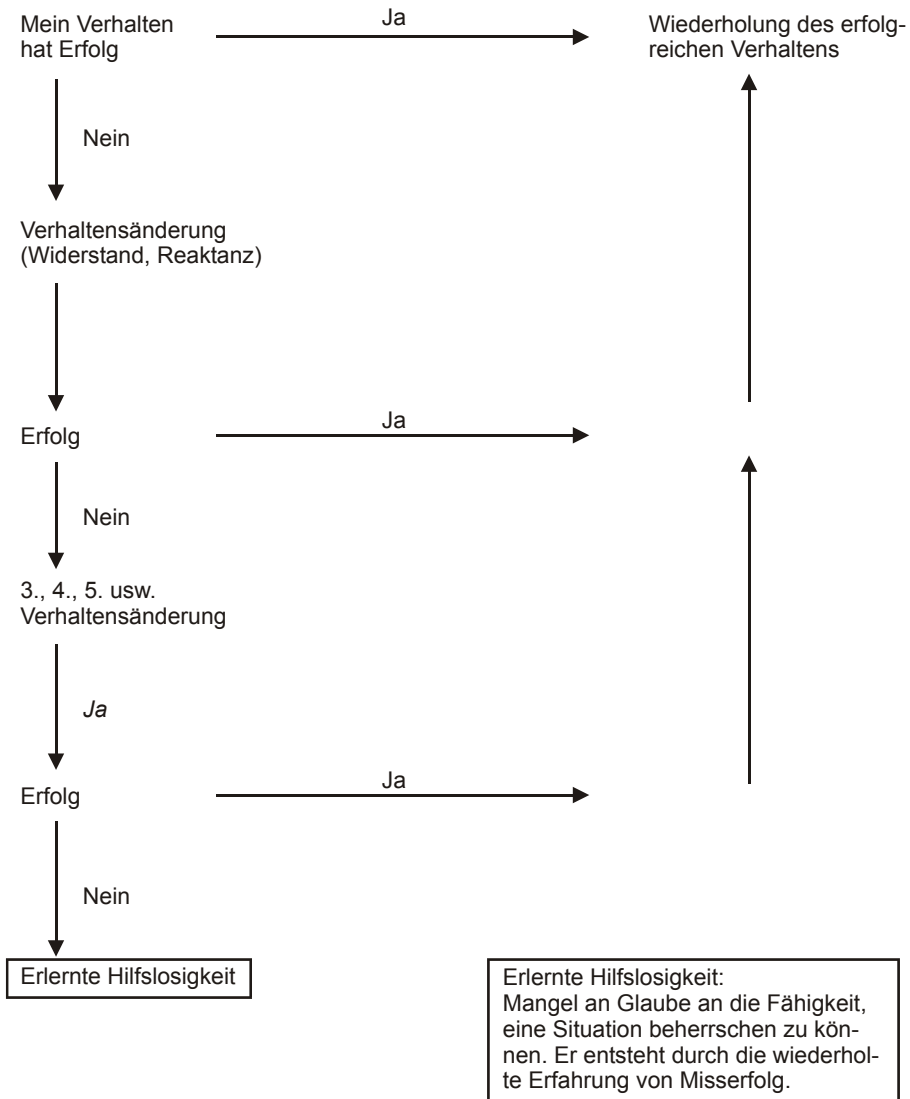 Mein Verhalten
hat Erfolg
Ja
Wiederholung des erfolg-
reichen Verhaltens
Nein
Verhaltensänderung
(Widerstand, Reaktanz)
Erfolg
Ja
Nein
3., 4., 5. usw.
Verhaltensänderung
Ja
Erfolg
Ja
Nein
Erlernte Hilfslosigkeit
Erlernte Hilfslosigkeit:
Mangel an Glaube an die Fähigkeit,
eine Situation beherrschen zu kön-
nen. Er entsteht durch die wiederhol-
te Erfahrung von Misserfolg.